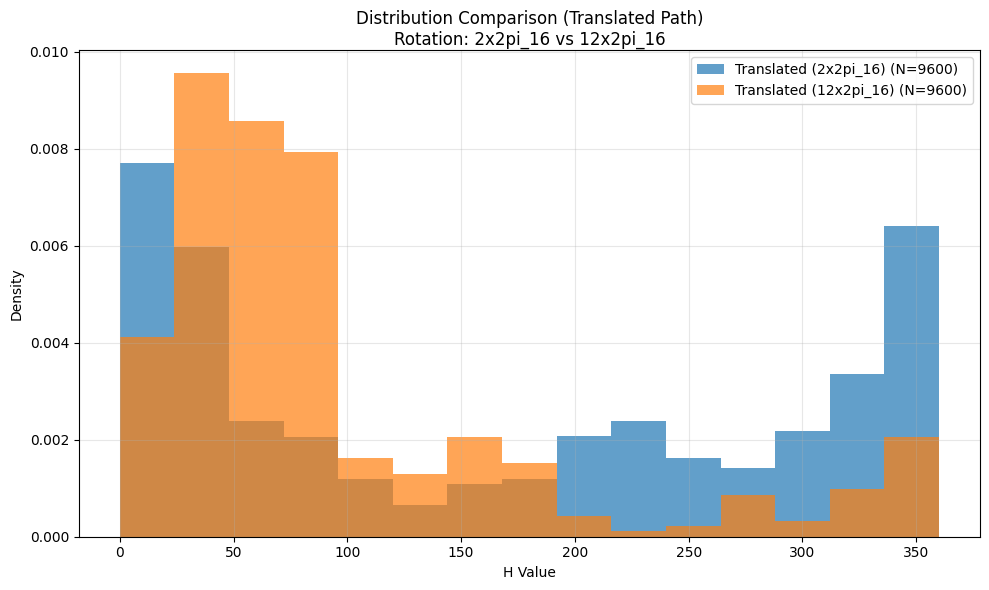 Distribution Comparison (Translated Path)
Rotation: 2x2pi_16 vs 12x2pi_16
Translated (2x2pi_16) (N=9600)
Translated (12x2pi_16) (N=9600)
Density
0.010
0.008
0.006
0.004
0.002
0.000
0 50 100 150 200 250 300 350
H Value